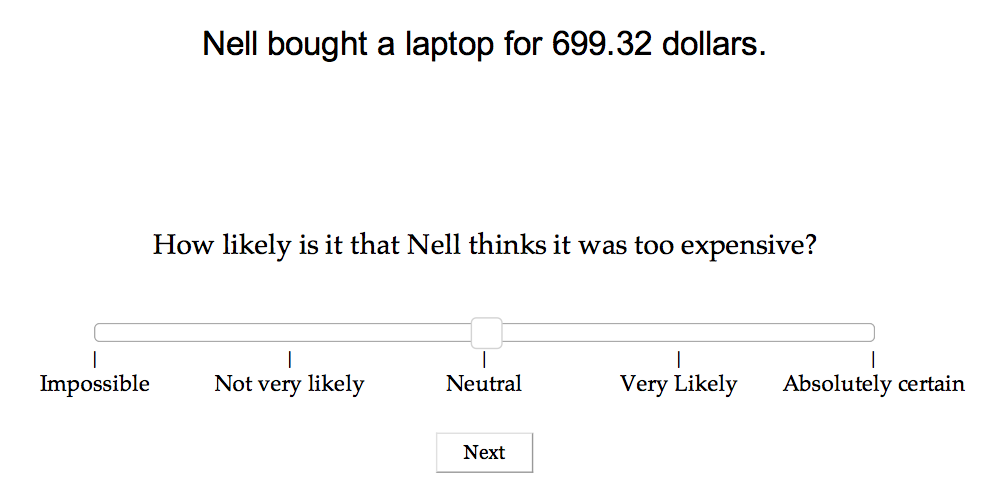 Nell bought a laptop for 699.32 dollars.
How likely is it that Nell thinks it was too expensive?
Impossible Not very likely Neutral Very Likely Absolutely certain
Next